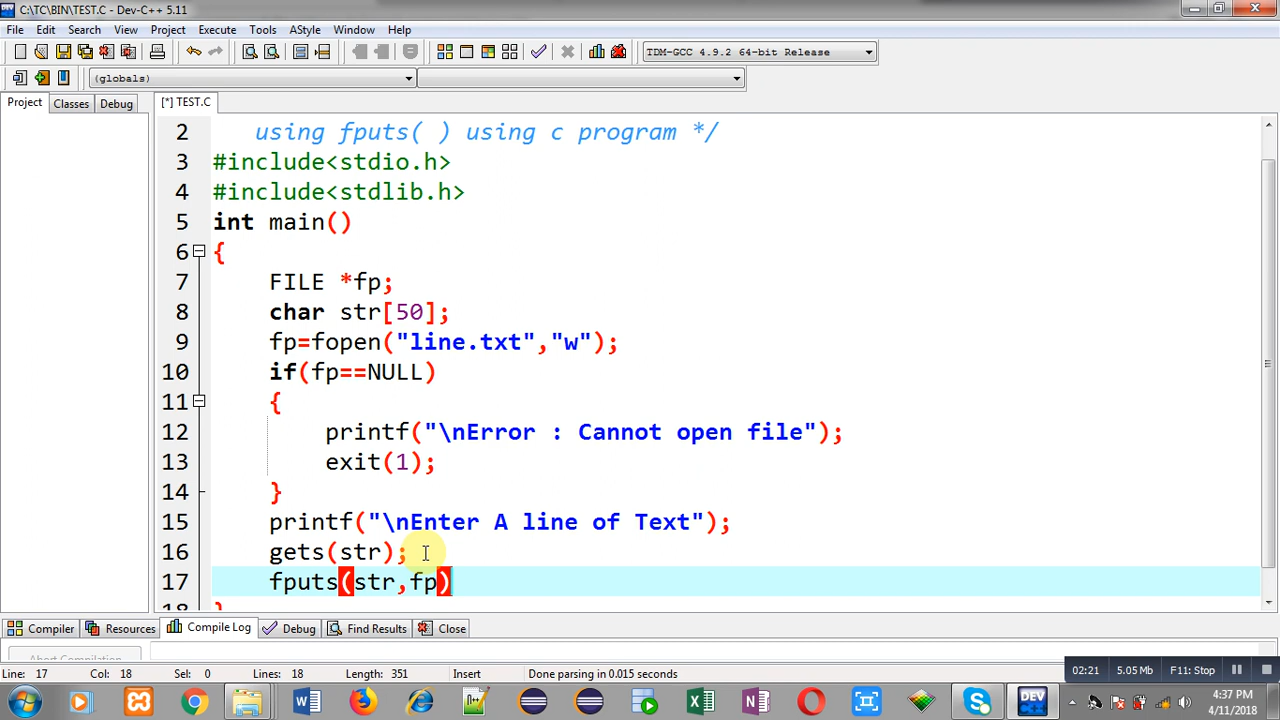 C:\TC\BIN\TEST.C - Dev-C++ 5.11
File Edit Search View Project Execute Tools AStyle Window Help
TDM-GCC 4.9.2 64-bit Release
(globals)
Project Classes Debug [*] TEST.C
2 using fputs( ) using c program */
3 #include<stdio.h>
4 #include<stdlib.h>
5 int main()
6 {
7 FILE *fp;
8 char str[50];
9 fp=fopen("line.txt","w");
10 if(fp==NULL)
11 {
12 printf("\nError : Cannot open file");
13 exit(1);
14 }
15 printf("\nEnter A line of Text");
16 gets(str);
17 fputs(str,fp)
18 }
Compiler Resources Compile Log Debug Find Results Close
Abort Compilation
Line: 17 Col: 18 Sel: 0 Lines: 18 Length: 351 Insert Done parsing in 0.015 seconds
02:21 5.05 Mb F11: Stop
DEV
4:37 PM
4/11/2018